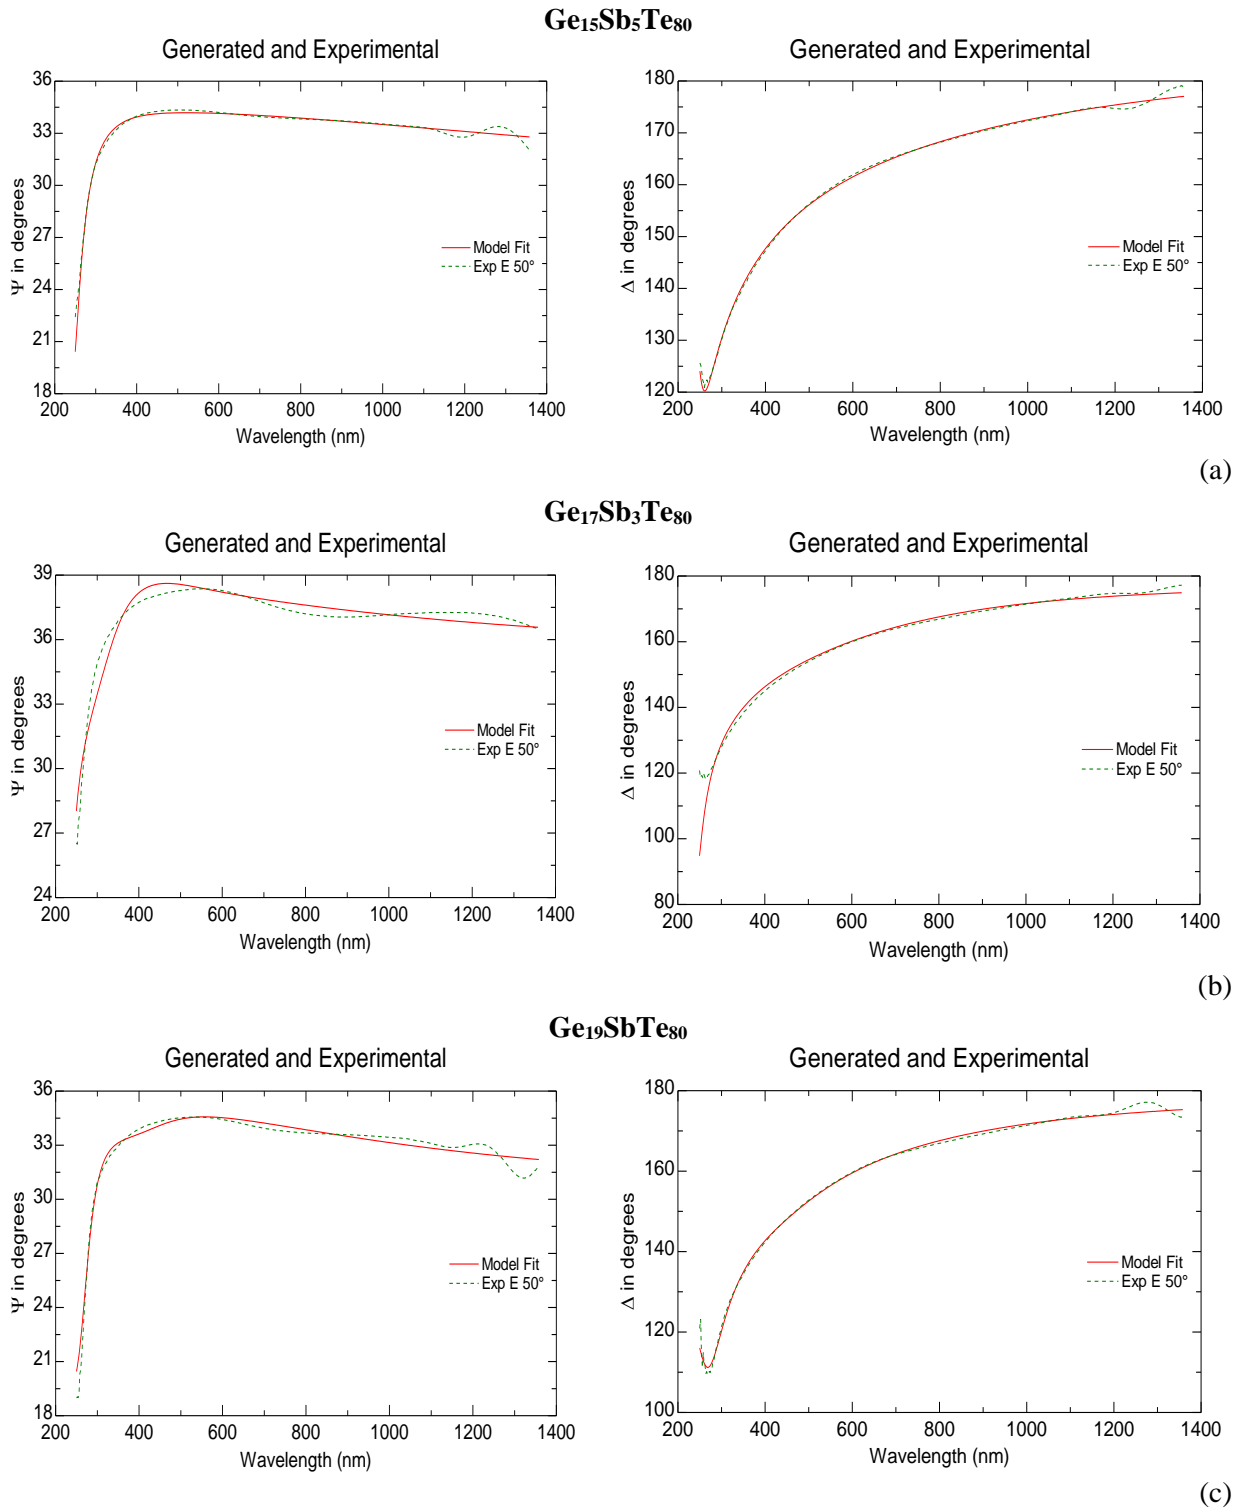 Ge₁₅Sb₅Te₈₀
Generated and Experimental
Ψ in degrees
36
33
30
27
24
21
18
200 400 600 800 1000 1200 1400
Wavelength (nm)
Model Fit
Exp E 50°
Generated and Experimental
Δ in degrees
180
170
160
150
140
130
120
200 400 600 800 1000 1200 1400
Wavelength (nm)
Model Fit
Exp E 50°
(a)
Ge₁₇Sb₃Te₈₀
Generated and Experimental
Ψ in degrees
39
36
33
30
27
24
200 400 600 800 1000 1200 1400
Wavelength (nm)
Model Fit
Exp E 50°
Generated and Experimental
Δ in degrees
180
160
140
120
100
80
200 400 600 800 1000 1200 1400
Wavelength (nm)
Model Fit
Exp E 50°
(b)
Ge₁₉SbTe₈₀
Generated and Experimental
Ψ in degrees
36
33
30
27
24
21
18
200 400 600 800 1000 1200 1400
Wavelength (nm)
Model Fit
Exp E 50°
Generated and Experimental
Δ in degrees
180
160
140
120
100
200 400 600 800 1000 1200 1400
Wavelength (nm)
Model Fit
Exp E 50°
(c)